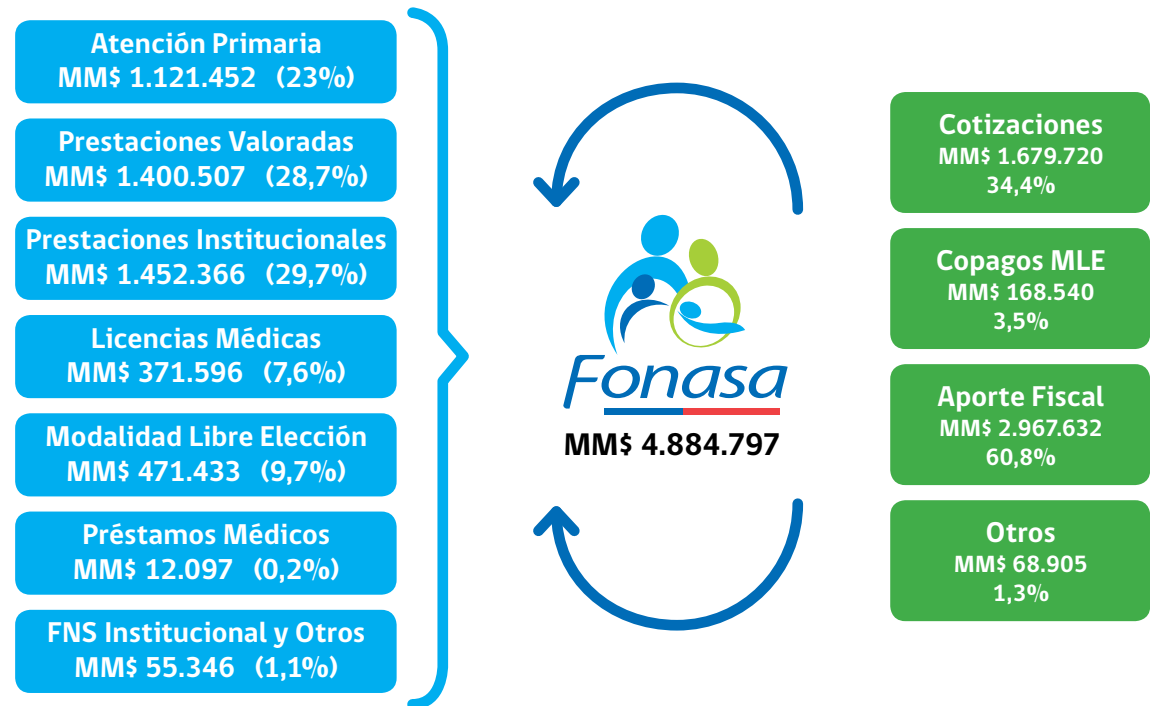 Atención Primaria
MM$ 1.121.452 (23%)
Prestaciones Valoradas
MM$ 1.400.507 (28,7%)
Prestaciones Institucionales
MM$ 1.452.366 (29,7%)
Licencias Médicas
MM$ 371.596 (7,6%)
Modalidad Libre Elección
MM$ 471.433 (9,7%)
Préstamos Médicos
MM$ 12.097 (0,2%)
FNS Institucional y Otros
MM$ 55.346 (1,1%)
Fonasa
MM$ 4.884.797
Cotizaciones
MM$ 1.679.720
34,4%
Copagos MLE
MM$ 168.540
3,5%
Aporte Fiscal
MM$ 2.967.632
60,8%
Otros
MM$ 68.905
1,3%